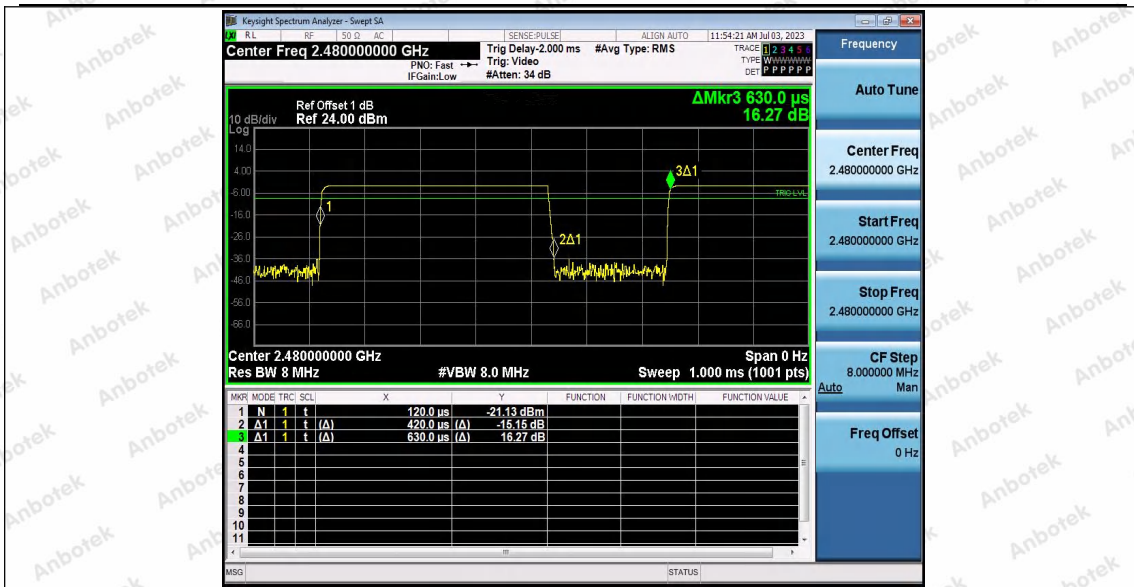 Keysight Spectrum Analyzer - Swept SA
LXI RL RF 50 Ω AC SENSE:PULSE ALIGN AUTO 11:54:21 AM Jul 03, 2023
Center Freq 2.480000000 GHz
PNO: Fast
IFGain:Low
Trig Delay-2.000 ms
Trig: Video
#Atten: 34 dB
#Avg Type: RMS
TRACE 1 2 3 4 5 6
TYPE WWWWWW
DET P P P P P P
Frequency
Auto Tune
Center Freq
2.480000000 GHz
Start Freq
2.480000000 GHz
Stop Freq
2.480000000 GHz
CF Step
8.000000 MHz
Auto Man
Freq Offset
0 Hz
ΔMkr3 630.0 µs
16.27 dB
Ref Offset 1 dB
10 dB/div Ref 24.00 dBm
Log
14.0
4.00
-6.00
-16.0
-26.0
-36.0
-46.0
-56.0
-66.0
1
2Δ1
3Δ1
TRIG LVL
Center 2.480000000 GHz Span 0 Hz
Res BW 8 MHz #VBW 8.0 MHz Sweep 1.000 ms (1001 pts)
MKR MODE TRC SCL X Y FUNCTION FUNCTION WIDTH FUNCTION VALUE
1 N 1 t 120.0 µs -21.13 dBm
2 Δ1 1 t (Δ) 420.0 µs (Δ) -15.15 dB
3 Δ1 1 t (Δ) 630.0 µs (Δ) 16.27 dB
4
5
6
7
8
9
10
11
MSG STATUS
Anbotek